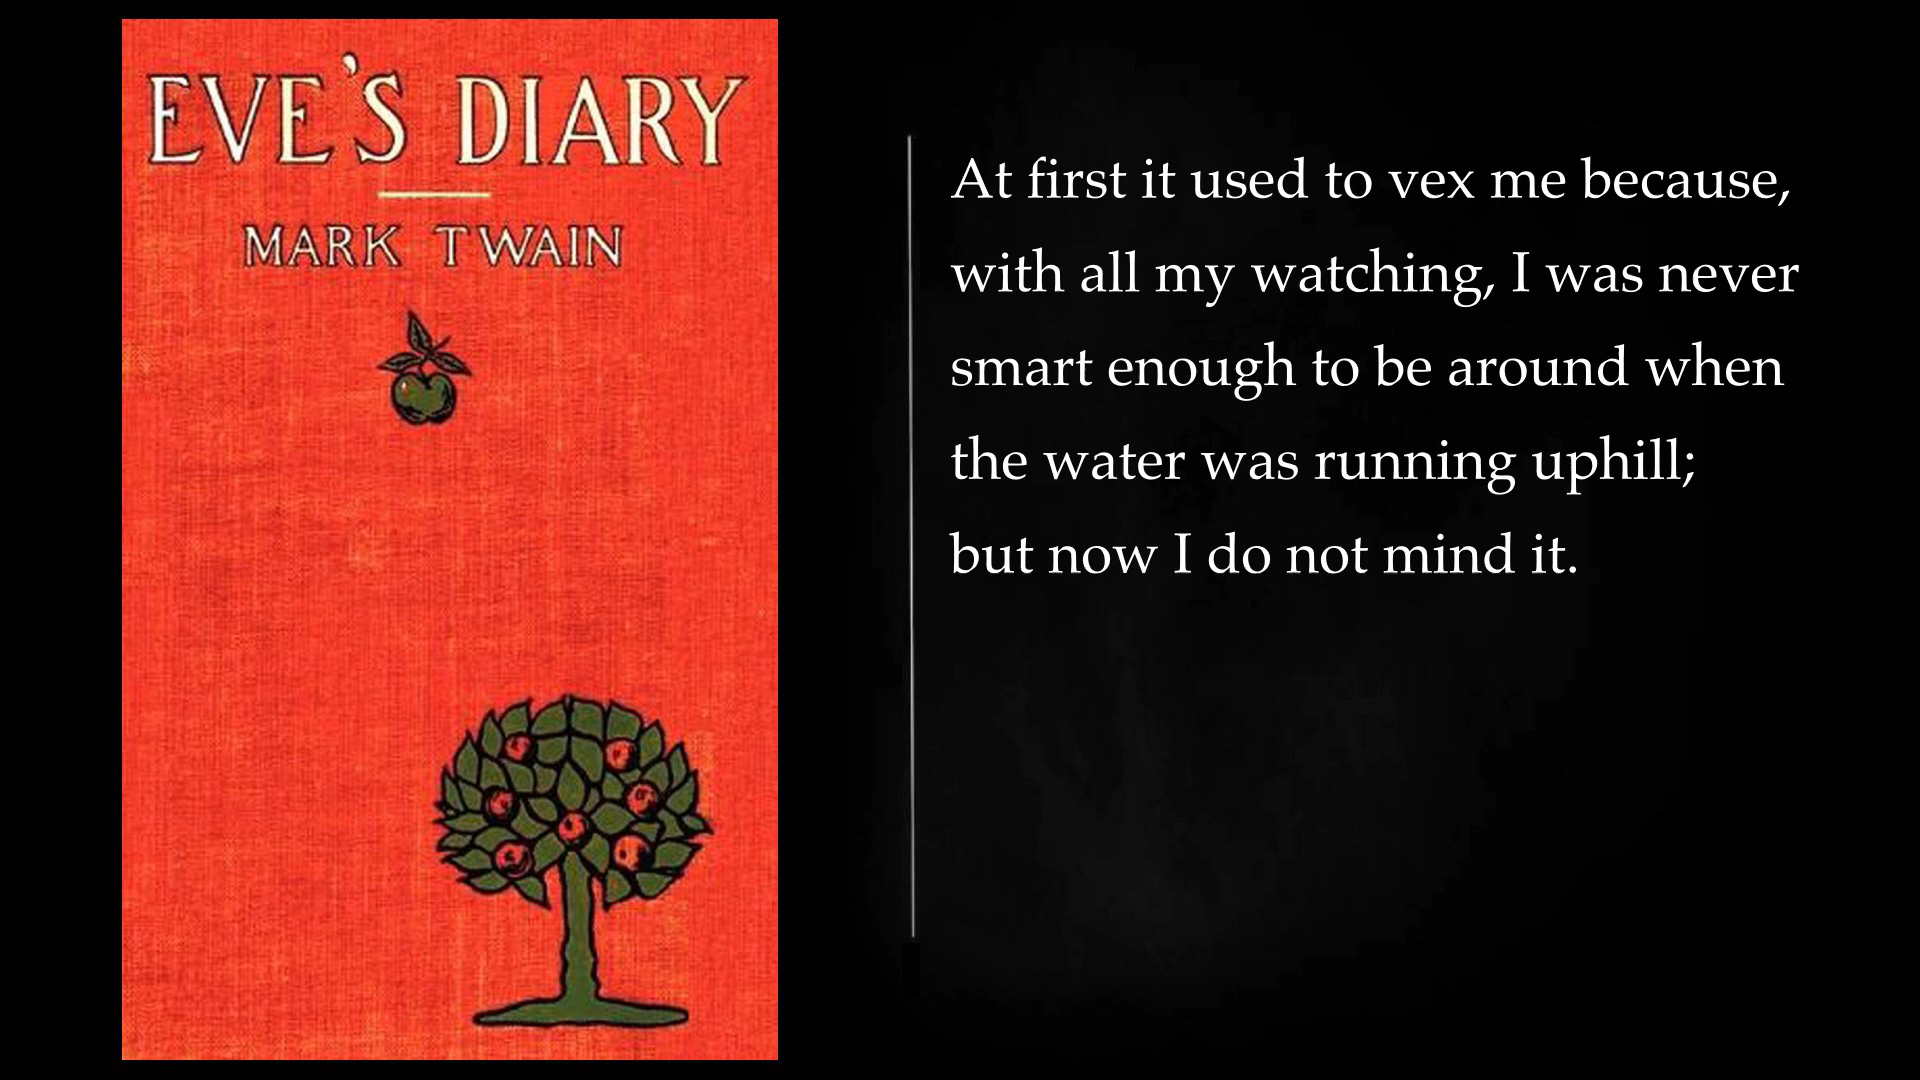 EVE'S DIARY
MARK TWAIN
At first it used to vex me because,
with all my watching, I was never
smart enough to be around when
the water was running uphill;
but now I do not mind it.